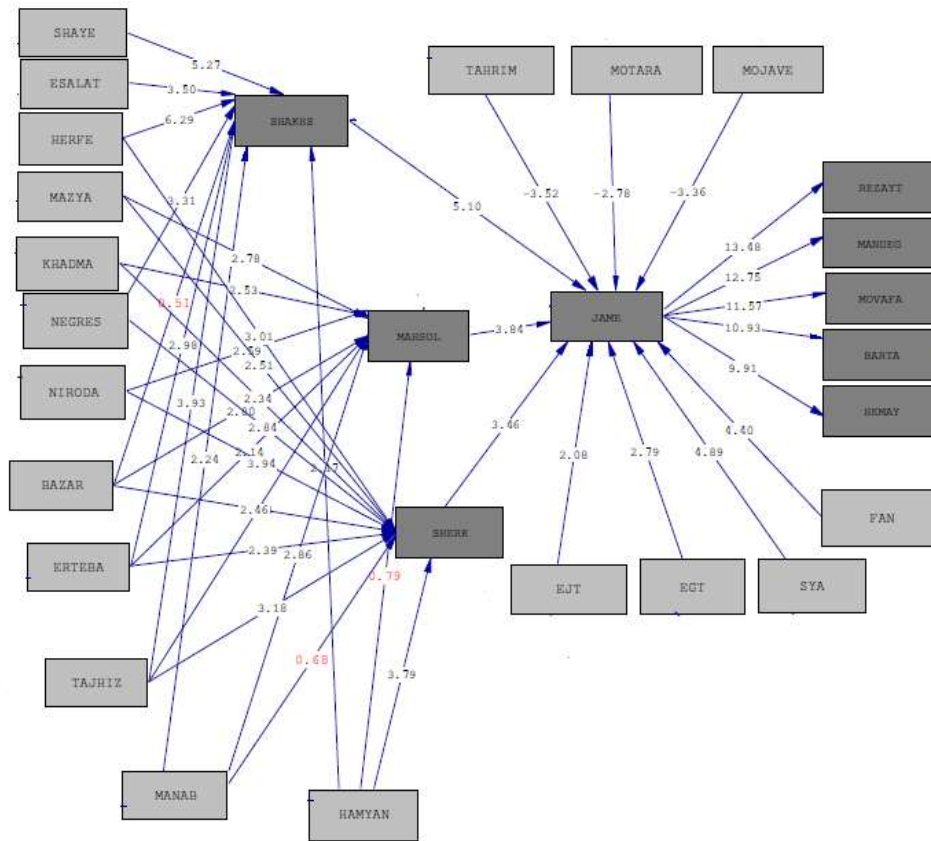 SHAYE
5.27
TAHRIM
MOTARA
MOJAVE
ESALAT
3.50
HERFE
6.29
SHAKHS
MAZYA
3.31
5.10
-3.52
-2.78
-3.36
REZAYT
13.48
MANDEG
2.78
12.75
KHADMA
2.53
0.51
MOVAFA
11.57
NEGRES
MAHSOL
3.84
JAME
10.93
2.98
3.01
2.59
2.51
BARTA
9.91
NIRODA
2.34
2.80
3.93
2.84
HEMAY
3.46
2.24
2.14
3.94
4.40
2.08
2.79
4.89
BAZAR
2.46
SHERK
FAN
ERTEBA
2.39
2.86
0.79
EJT
EGT
SYA
3.18
0.68
3.79
TAJHIZ
MANAB
HAMYAN